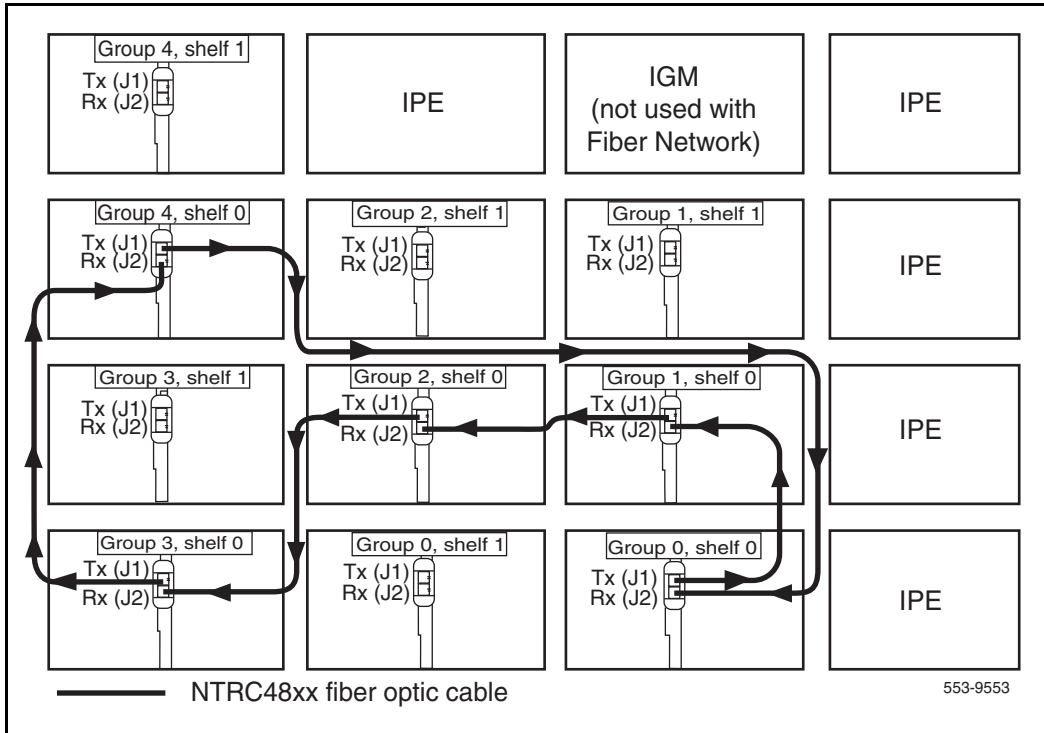 Group 4, shelf 1
Tx (J1)
Rx (J2)
IPE
IGM
(not used with
Fiber Network)
IPE
Group 4, shelf 0
Tx (J1)
Rx (J2)
Group 2, shelf 1
Tx (J1)
Rx (J2)
Group 1, shelf 1
Tx (J1)
Rx (J2)
IPE
Group 3, shelf 1
Tx (J1)
Rx (J2)
Group 2, shelf 0
Tx (J1)
Rx (J2)
Group 1, shelf 0
Tx (J1)
Rx (J2)
IPE
Group 3, shelf 0
Tx (J1)
Rx (J2)
Group 0, shelf 1
Tx (J1)
Rx (J2)
Group 0, shelf 0
Tx (J1)
Rx (J2)
IPE
NTRC48xx fiber optic cable
553-9553